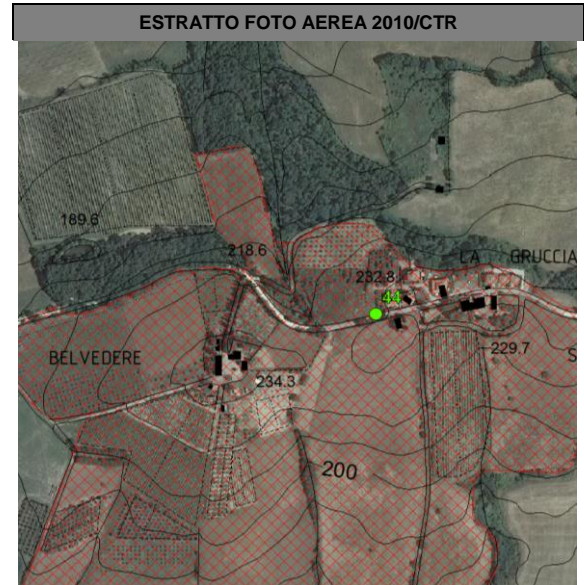 ESTRATTO FOTO AEREA 2010/CTR
189.6
218.6
232.8
LA GRUCCIA
44
BELVEDERE
229.7
S
234.3
200